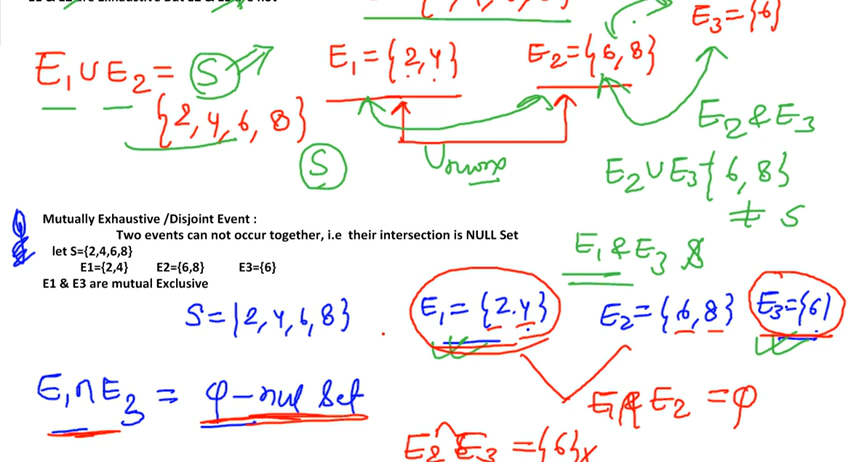 E3={6}
E1∪E2= S
E1={2,4}
E2={6,8}
{2,4,6,8}
S
E2 & E3
E2∪E3={6,8}
≠ S
Mutually Exhaustive /Disjoint Event :
Two events can not occur together, i.e their intersection is NULL Set
let S={2,4,6,8}
E1={2,4} E2={6,8} E3={6}
E1 & E3 are mutual Exclusive
E1 & E3
S={2,4,6,8}
E1={2.4}
E2={6,8}
E3={6}
E1∩E3 = φ-nul Set
E1 & E2 = φ
E2 E3 ={6}x